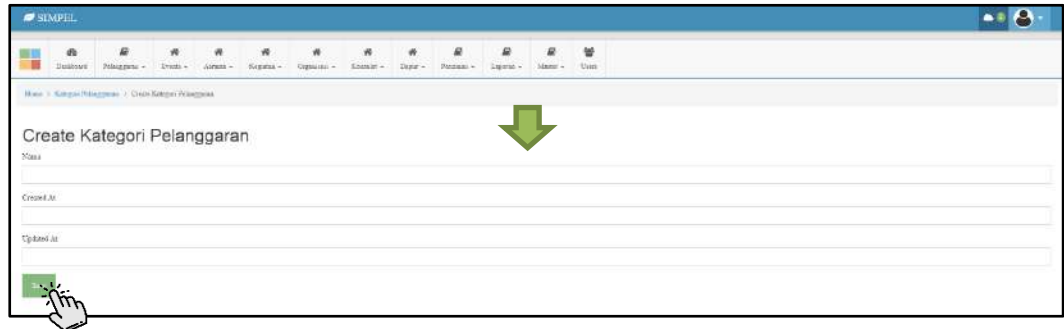 SIMPEL
Dashboard Pelanggaran Events Asrama Kegiatan Organisasi Konsulat Dapur Perizinan Laporan Master Users
Home > Kategori Pelanggaran > Create Kategori Pelanggaran
Create Kategori Pelanggaran
Nama
Created At
Updated At